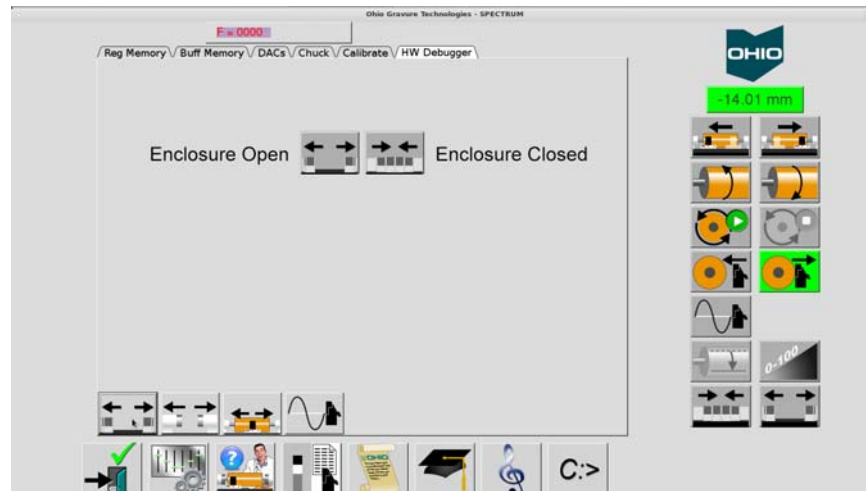 Ohio Gravure Technologies - SPECTRUM
F = 0000
Reg Memory Buff Memory DACs Chuck Calibrate HW Debugger
OHIO
-14.01 mm
Enclosure Open Enclosure Closed
0-100
OHIO
C:>